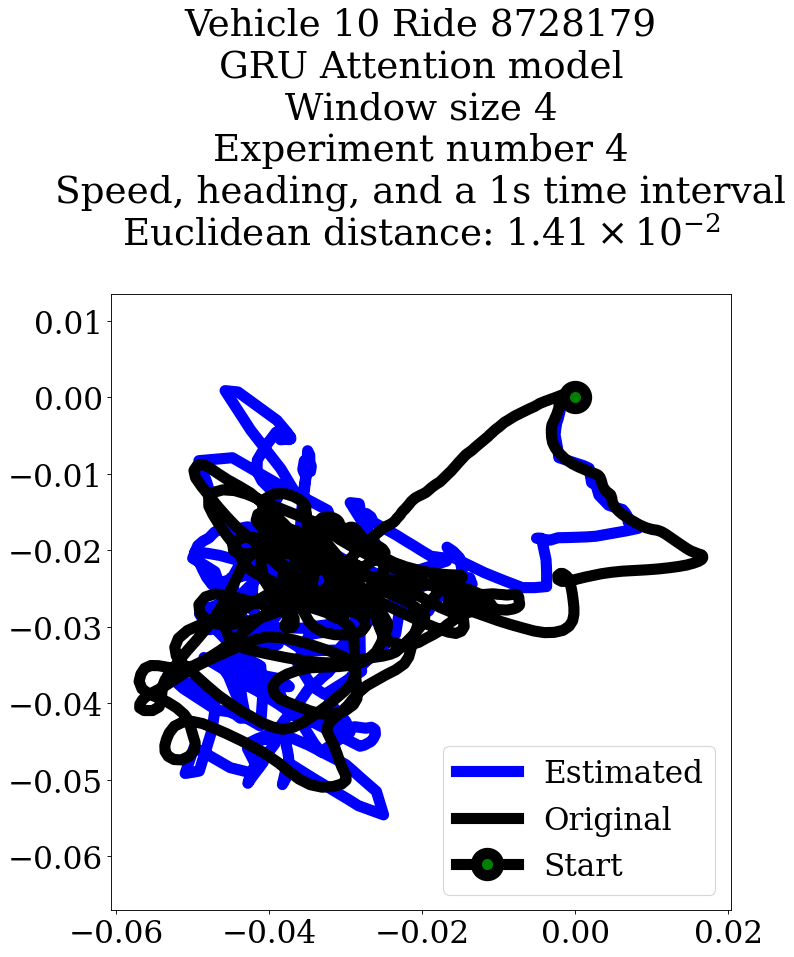 Vehicle 10 Ride 8728179
GRU Attention model
Window size 4
Experiment number 4
Speed, heading, and a 1s time interval
Euclidean distance: $1.41 × 10^{-2}$
0.01
0.00
−0.01
−0.02
−0.03
−0.04
−0.05
−0.06
Estimated
Original
Start
−0.06 −0.04 −0.02 0.00 0.02